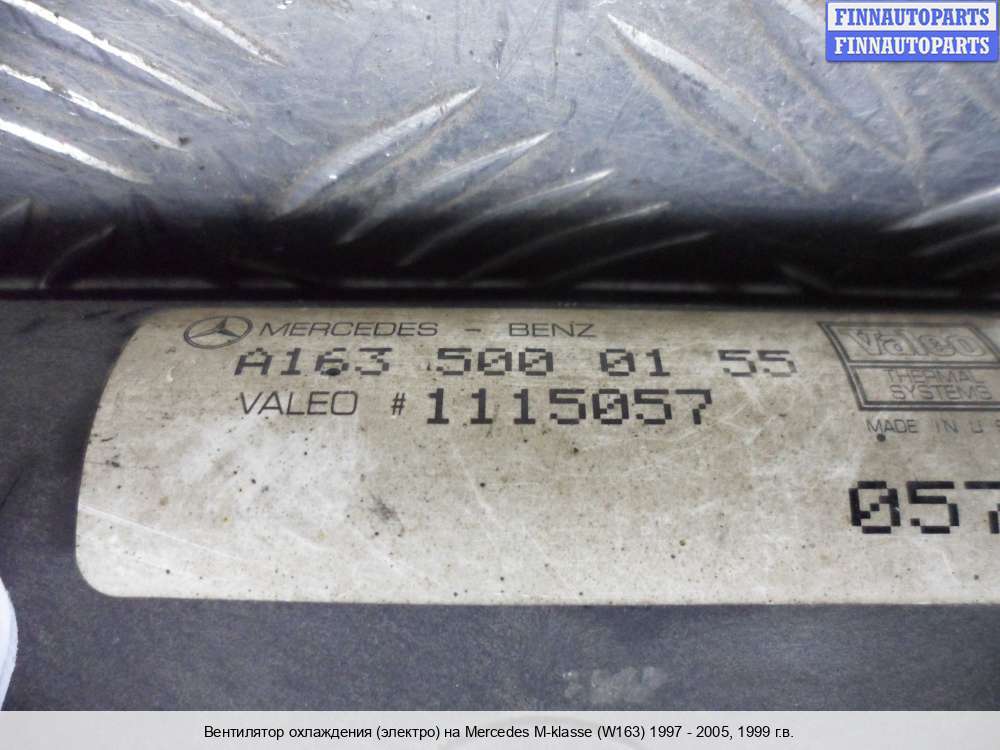 FINNAUTOPARTS
FINNAUTOPARTS
MERCEDES - BENZ
A163 500 01 55
VALEO # 1115057
Valeo
THERMAL
SYSTEMS
MADE IN U S
057
Вентилятор охлаждения (электро) на Mercedes M-klasse (W163) 1997 - 2005, 1999 г.в.